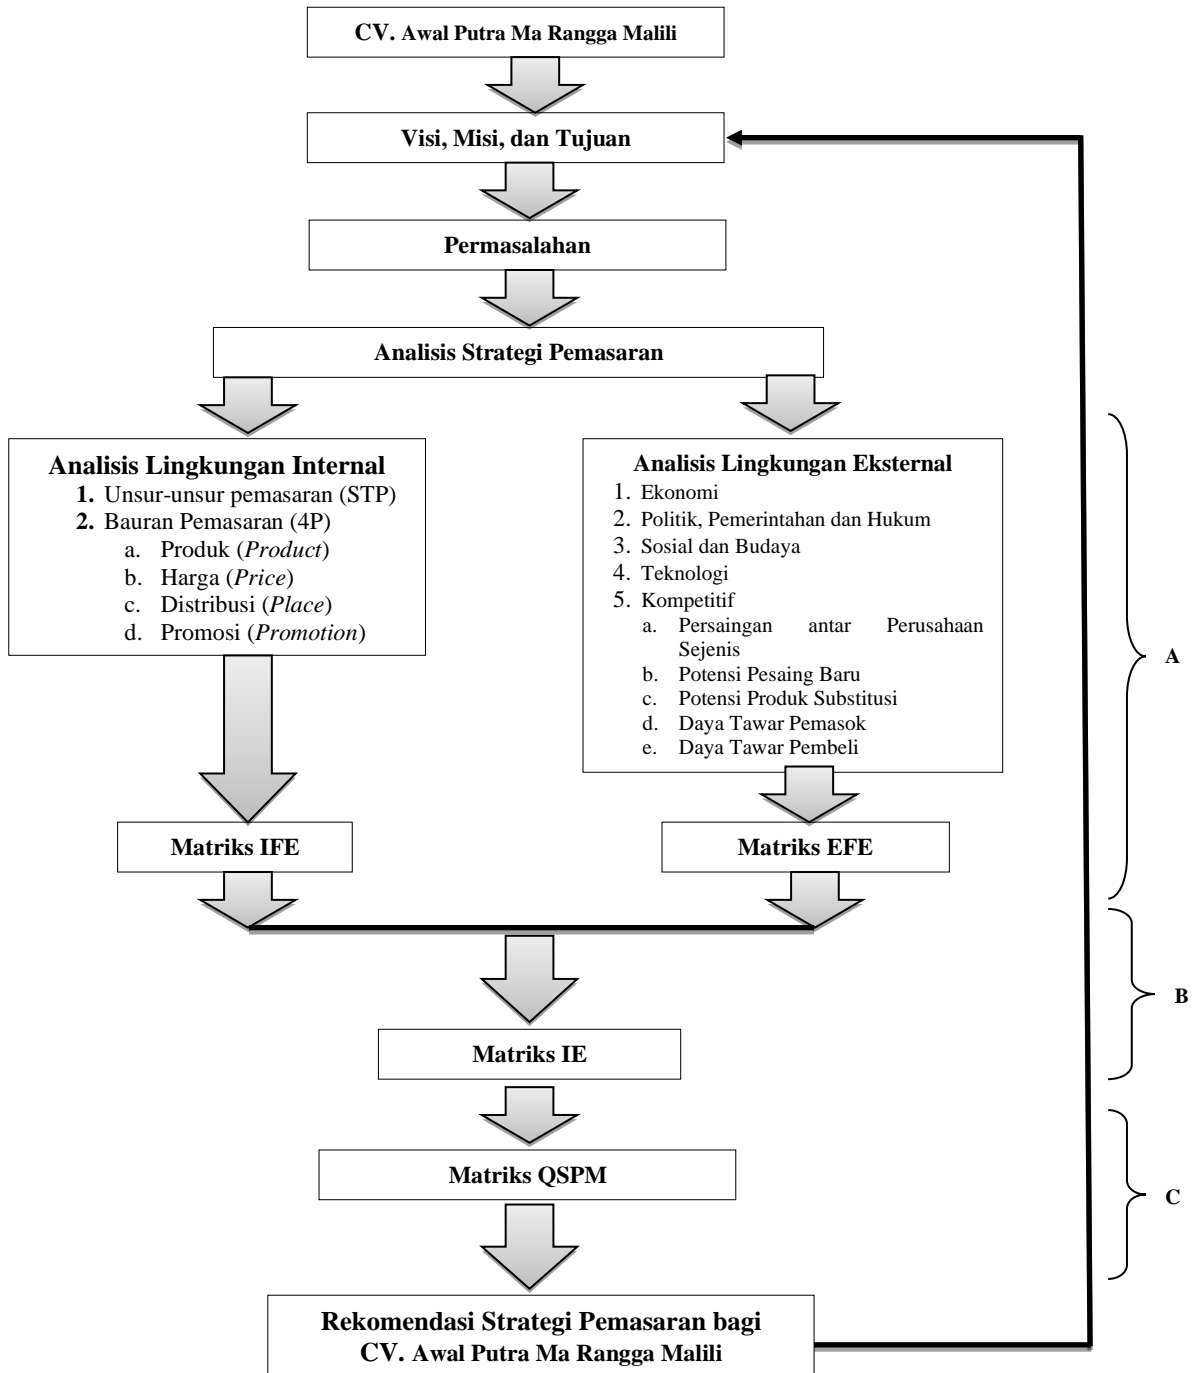 CV. Awal Putra Ma Rangga Malili
Visi, Misi, dan Tujuan
Permasalahan
Analisis Strategi Pemasaran
Analisis Lingkungan Internal
1. Unsur-unsur pemasaran (STP)
2. Bauran Pemasaran (4P)
a. Produk (Product)
b. Harga (Price)
c. Distribusi (Place)
d. Promosi (Promotion)
Analisis Lingkungan Eksternal
1. Ekonomi
2. Politik, Pemerintahan dan Hukum
3. Sosial dan Budaya
4. Teknologi
5. Kompetitif
a. Persaingan antar Perusahaan
Sejenis
b. Potensi Pesaing Baru
c. Potensi Produk Substitusi
d. Daya Tawar Pemasok
e. Daya Tawar Pembeli
A
Matriks IFE
Matriks EFE
B
Matriks IE
Matriks QSPM
C
Rekomendasi Strategi Pemasaran bagi
CV. Awal Putra Ma Rangga Malili